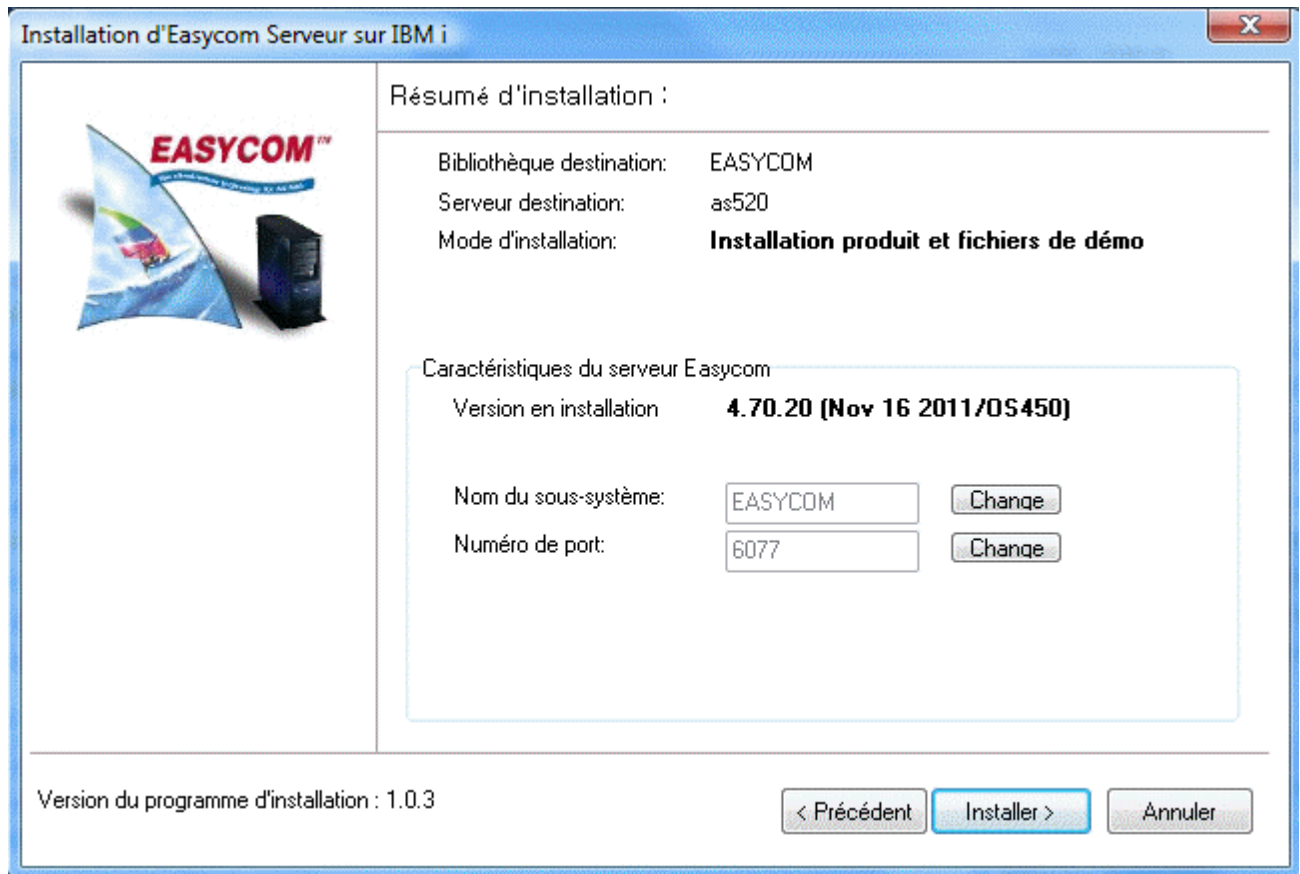 Installation d'Easycom Serveur sur IBM i
EASYCOM™
Résumé d'installation :
Bibliothèque destination: EASYCOM
Serveur destination: as520
Mode d'installation: Installation produit et fichiers de démo
Caractéristiques du serveur Easycom
Version en installation 4.70.20 (Nov 16 2011/OS450)
Nom du sous-système: EASYCOM Change
Numéro de port: 6077 Change
Version du programme d'installation : 1.0.3
< Précédent Installer > Annuler